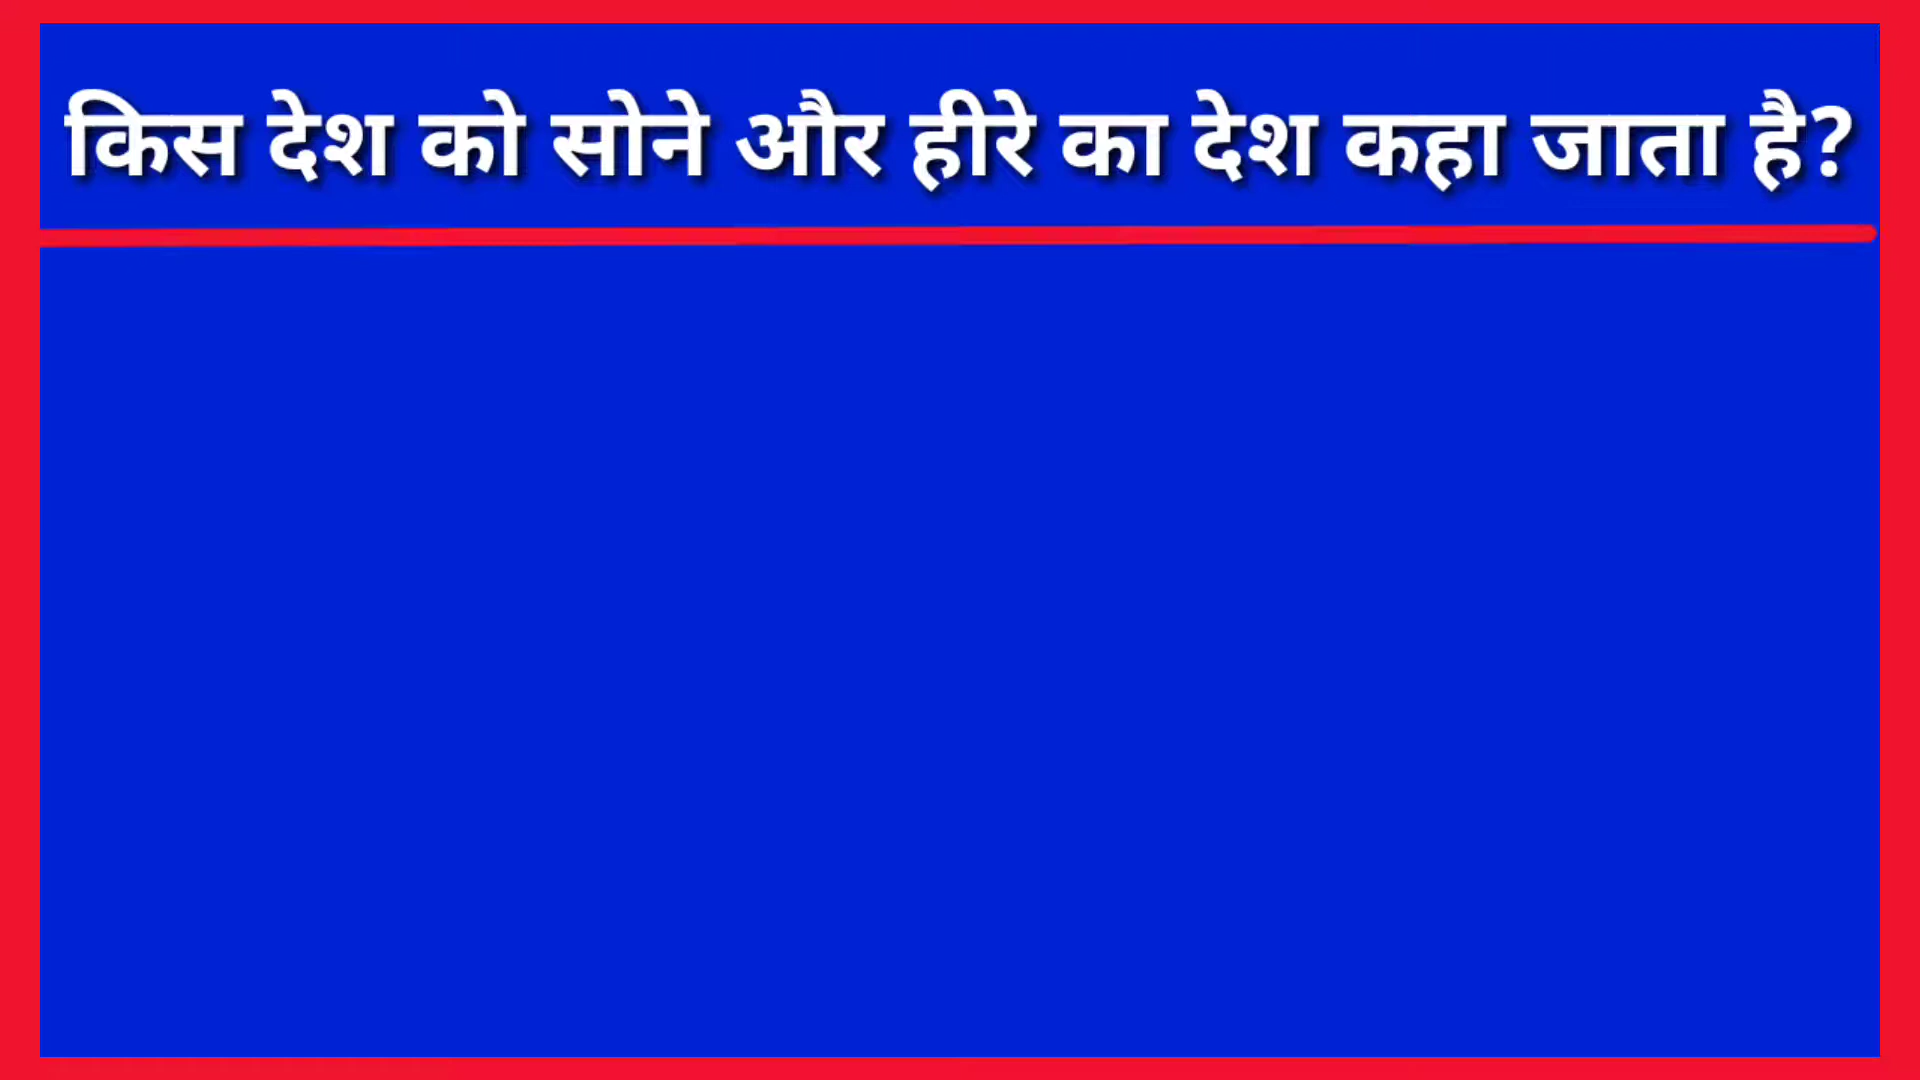 किस देश को सोने और हीरे का देश कहा जाता है?